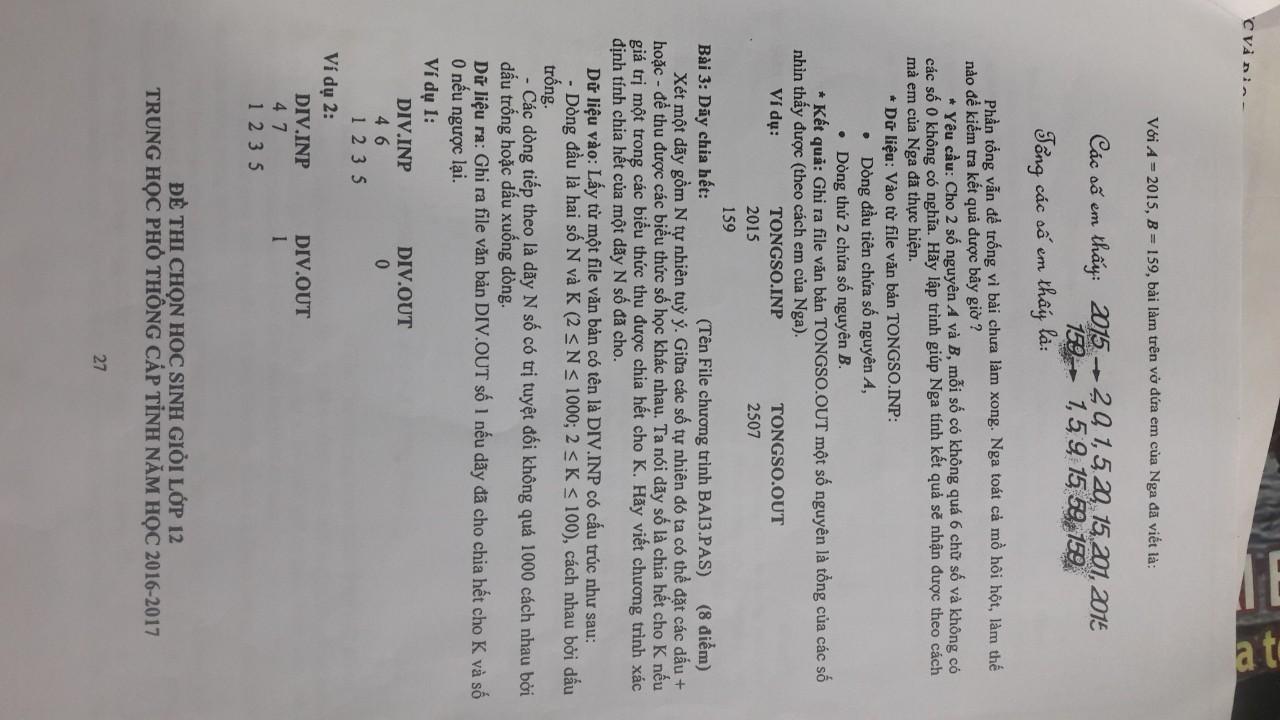 Với A = 2015, B = 159, bài làm trên vở đứa em của Nga đã viết là:
Các số em thấy: 2015 → 2, 0, 1, 5, 20, 15, 201, 2015
159 → 1, 5, 9, 15, 59, 159
Tổng các số em thấy là:
Phần tổng vẫn để trống vì bài chưa làm xong. Nga toát cả mồ hôi hột, làm thế
nào để kiểm tra kết quả được bây giờ ?
* Yêu cầu: Cho 2 số nguyên A và B, mỗi số có không quá 6 chữ số và không có
các số 0 không có nghĩa. Hãy lập trình giúp Nga tính kết quả sẽ nhận được theo cách
mà em của Nga đã thực hiện.
* Dữ liệu: Vào từ file văn bản TONGSO.INP:
• Dòng đầu tiên chứa số nguyên A,
• Dòng thứ 2 chứa số nguyên B.
* Kết quả: Ghi ra file văn bản TONGSO.OUT một số nguyên là tổng của các số
nhìn thấy được (theo cách em của Nga).
Ví dụ: TONGSO.INP TONGSO.OUT
2015 2507
159
Bài 3: Dãy chia hết: (Tên File chương trình BAI3.PAS) (8 điểm)
Xét một dãy gồm N tự nhiên tuỳ ý. Giữa các số tự nhiên đó ta có thể đặt các dấu +
hoặc - để thu được các biểu thức số học khác nhau. Ta nói dãy số là chia hết cho K nếu
giá trị một trong các biểu thức thu được chia hết cho K. Hãy viết chương trình xác
định tính chia hết của một dãy N số đã cho.
Dữ liệu vào: Lấy từ một file văn bản có tên là DIV.INP có cấu trúc như sau:
- Dòng đầu là hai số N và K (2 ≤ N ≤ 1000; 2 ≤ K ≤ 100), cách nhau bởi dấu
trống.
- Các dòng tiếp theo là dãy N số có trị tuyệt đối không quá 1000 cách nhau bởi
dấu trống hoặc dấu xuống dòng.
Dữ liệu ra: Ghi ra file văn bản DIV.OUT số 1 nếu dãy đã cho chia hết cho K và số
0 nếu ngược lại.
Ví dụ 1:
DIV.INP DIV.OUT
4 6 0
1 2 3 5
Ví dụ 2:
DIV.INP DIV.OUT
4 7 1
1 2 3 5
ĐỀ THI CHỌN HOC SINH GIỎI LỚP 12
TRUNG HỌC PHỔ THÔNG CẤP TỈNH NĂM HỌC 2016-2017
27